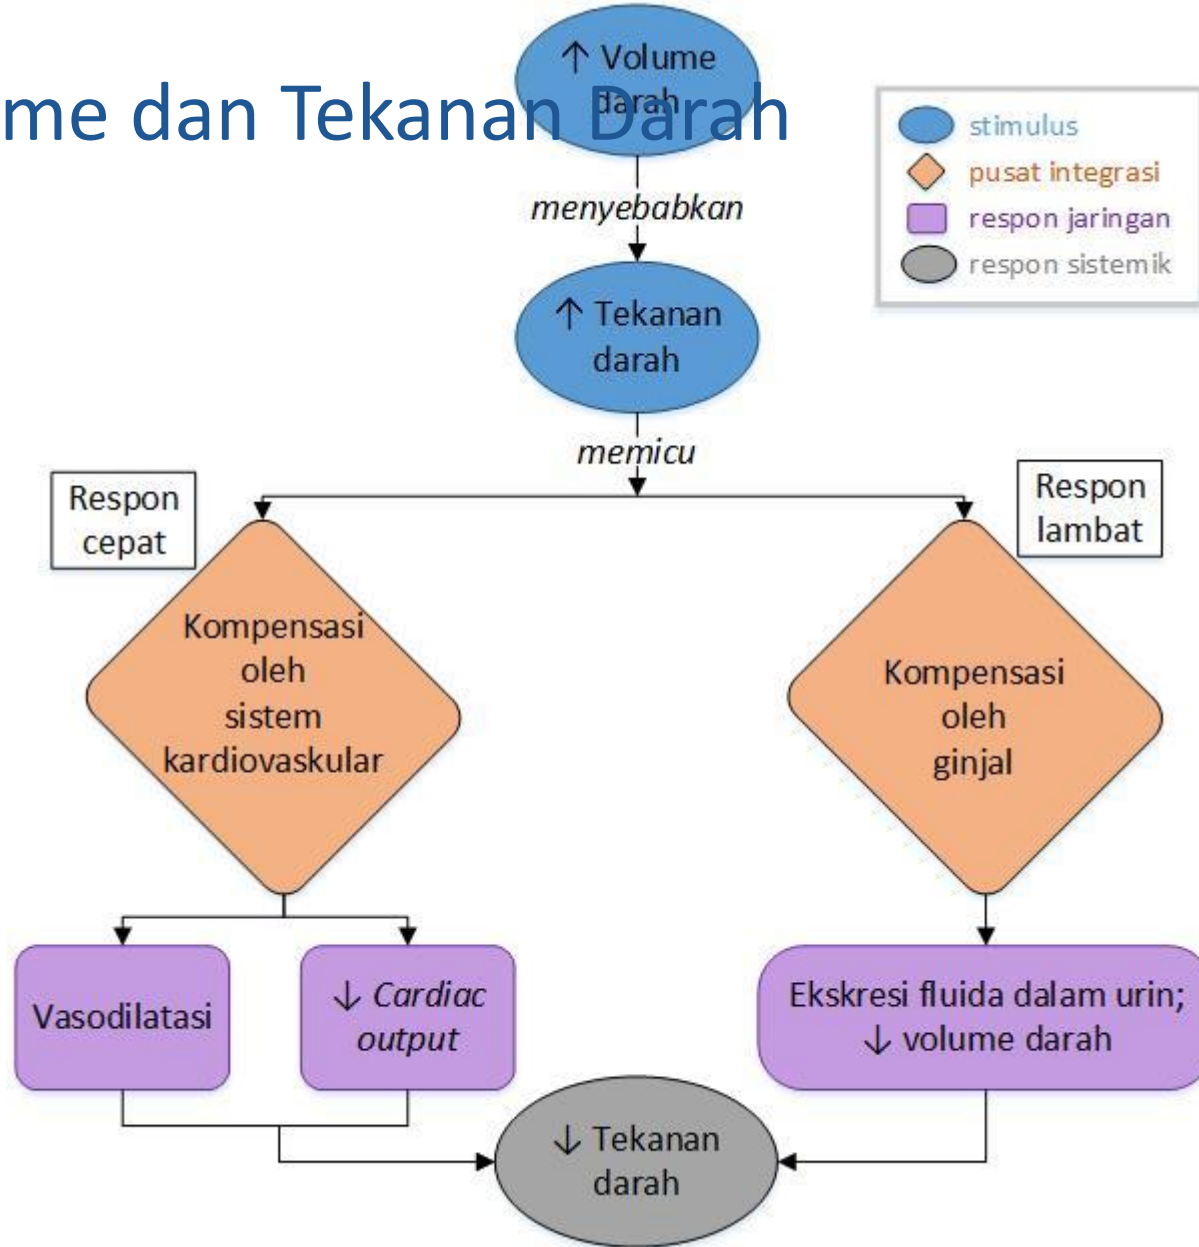 ↑ Volume
darah
me dan Tekanan Darah
stimulus
pusat integrasi
respon jaringan
respon sistemik
menyebabkan
↑ Tekanan
darah
memicu
Respon
cepat
Respon
lambat
Kompensasi
oleh
sistem
kardiovaskular
Kompensasi
oleh
ginjal
Vasodilatasi
↓ Cardiac
output
Ekskresi fluida dalam urin;
↓ volume darah
↓ Tekanan
darah